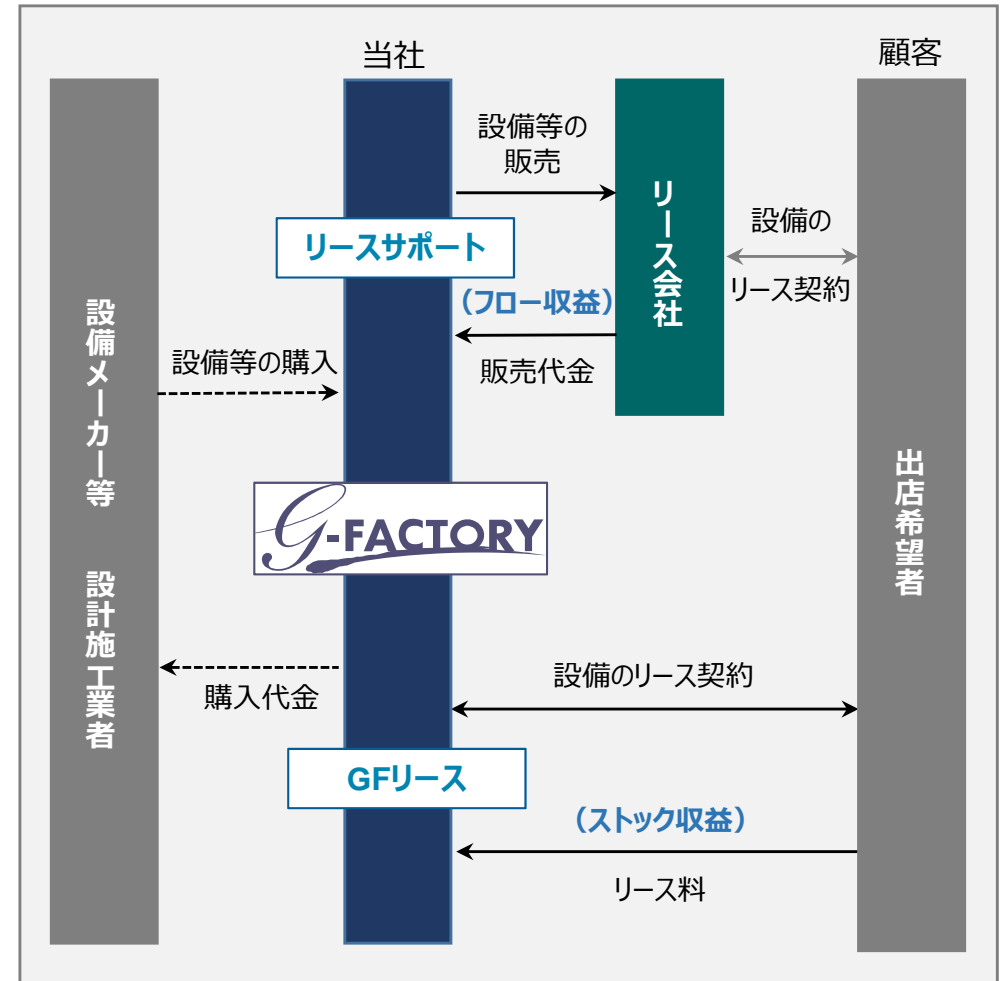 当社
顧客
設備等の
販売
リースサポート
リース会社
設備の
リース契約
（フロー収益）
販売代金
設備等の購入
設備メーカー等　設計施工業者
出店希望者
G-FACTORY
購入代金
設備のリース契約
GFリース
（ストック収益）
リース料